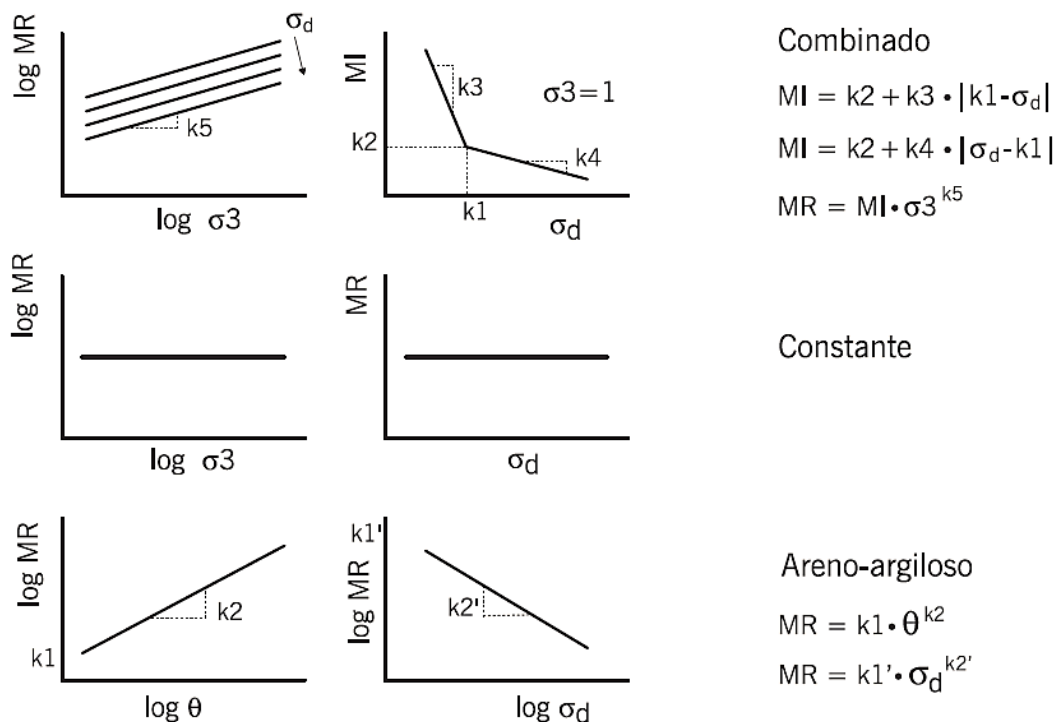 log MR
σd
k5
log σ3
MI
k3
σ3=1
k2
k4
k1
σd
Combinado
MI = k2 + k3 • |k1-σd|
MI = k2 + k4 • |σd-k1|
MR = MI • σ3^k5
log MR
log σ3
MR
σd
Constante
log MR
k2
k1
log θ
k1'
log MR
k2'
log σd
Areno-argiloso
MR = k1 • θ^k2
MR = k1' • σd^k2'